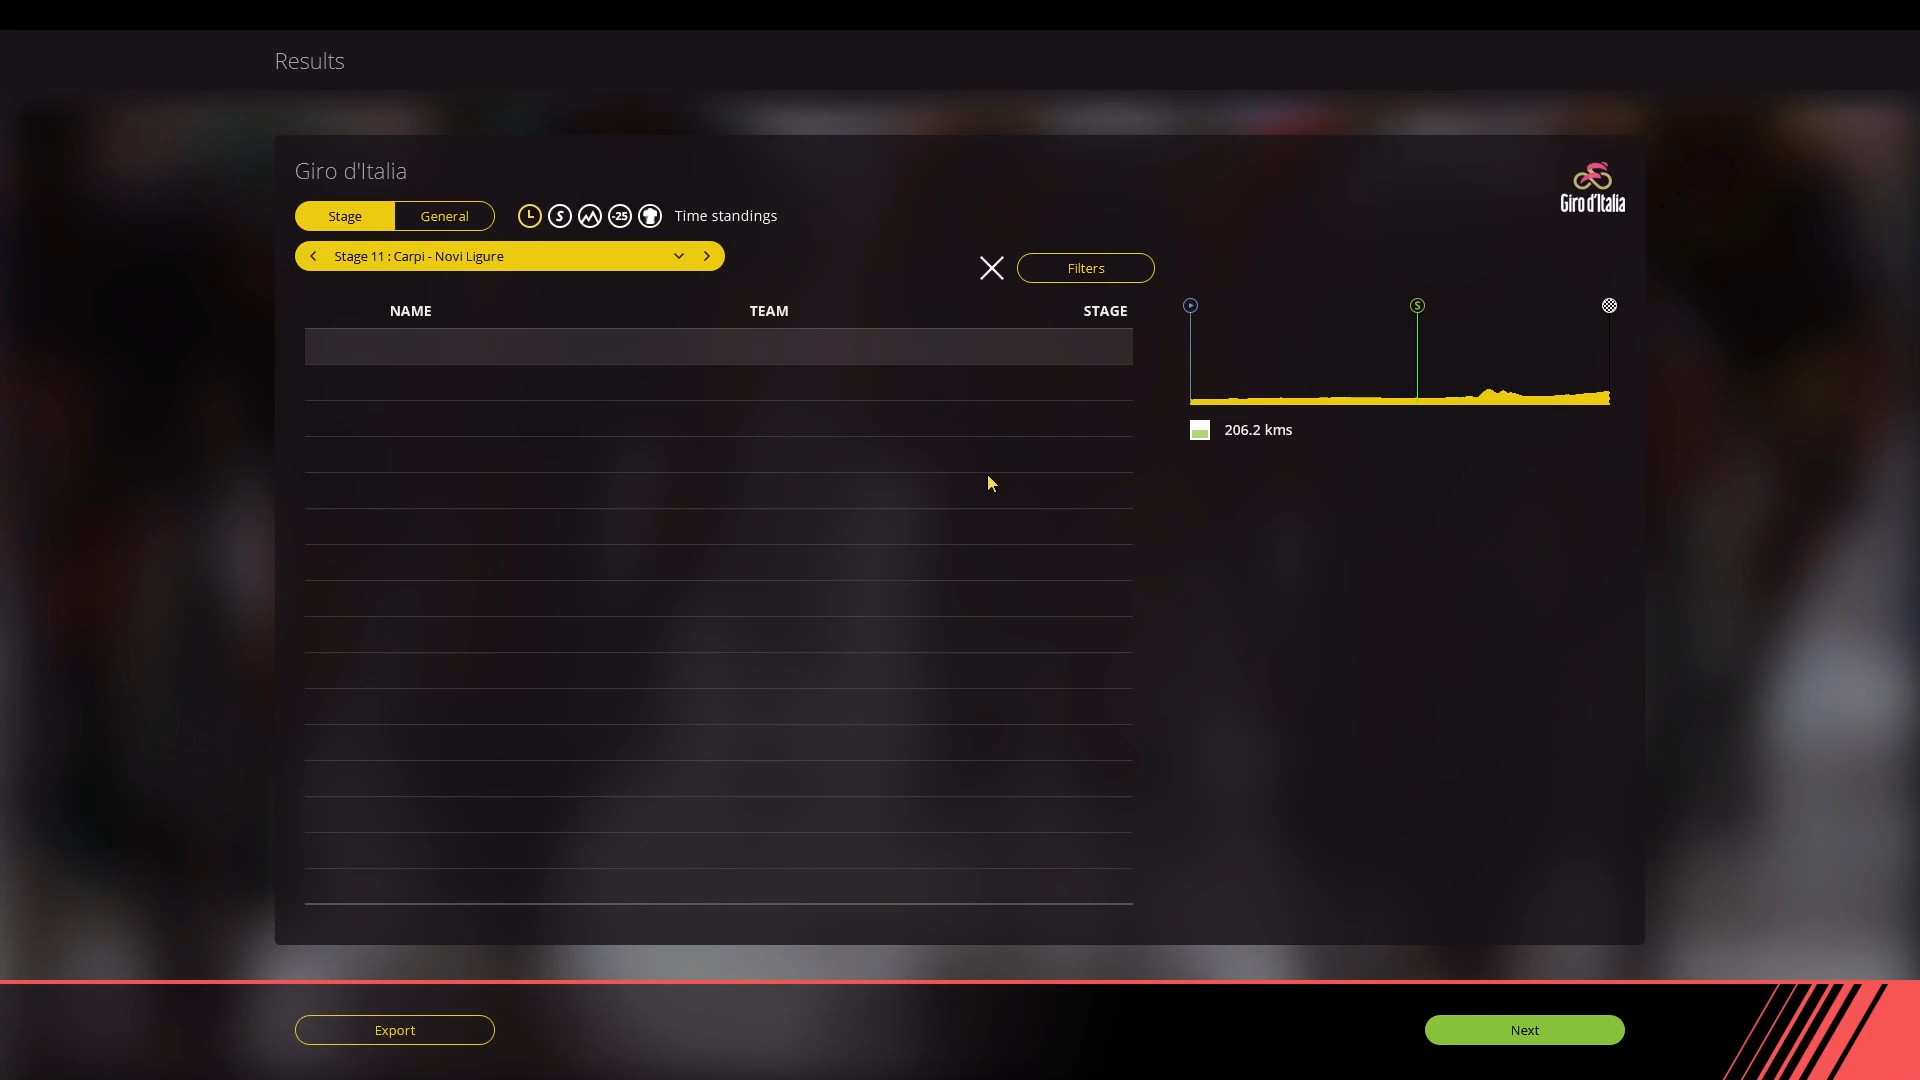 Results
Giro d'Italia
Giro d'Italia
Stage
General
S
-25
Time standings
Stage 11 : Carpi - Novi Ligure
Filters
NAME
TEAM
STAGE
S
206.2 kms
Export
Next